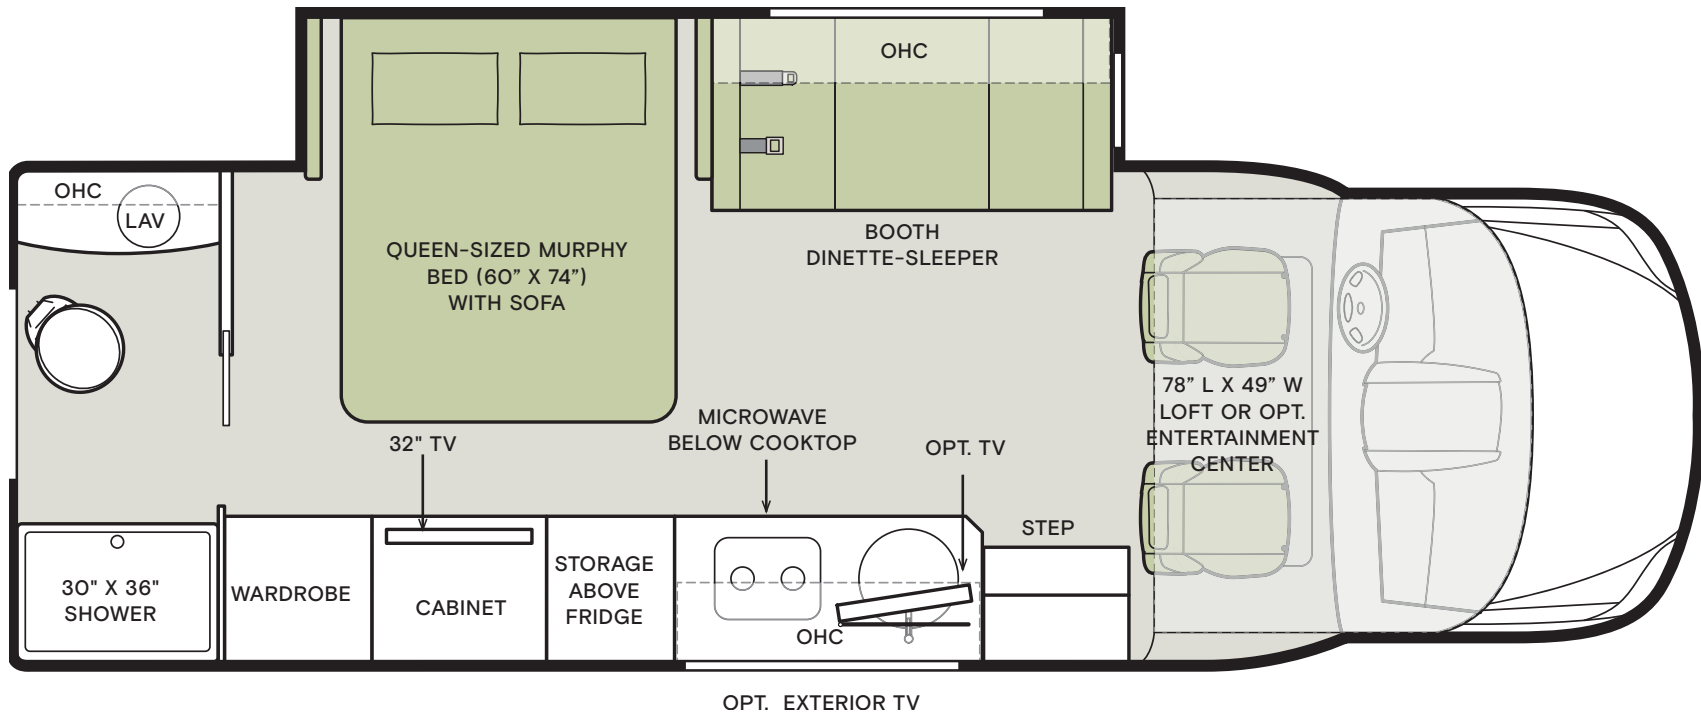 OHC
OHC
LAV
BOOTH
DINETTE-SLEEPER
QUEEN-SIZED MURPHY
BED (60” X 74”)
WITH SOFA
78” L X 49” W
LOFT OR OPT.
ENTERTAINMENT
CENTER
32" TV
MICROWAVE
BELOW COOKTOP
OPT. TV
STEP
30" X 36"
SHOWER
WARDROBE
CABINET
STORAGE
ABOVE
FRIDGE
OHC
OPT. EXTERIOR TV